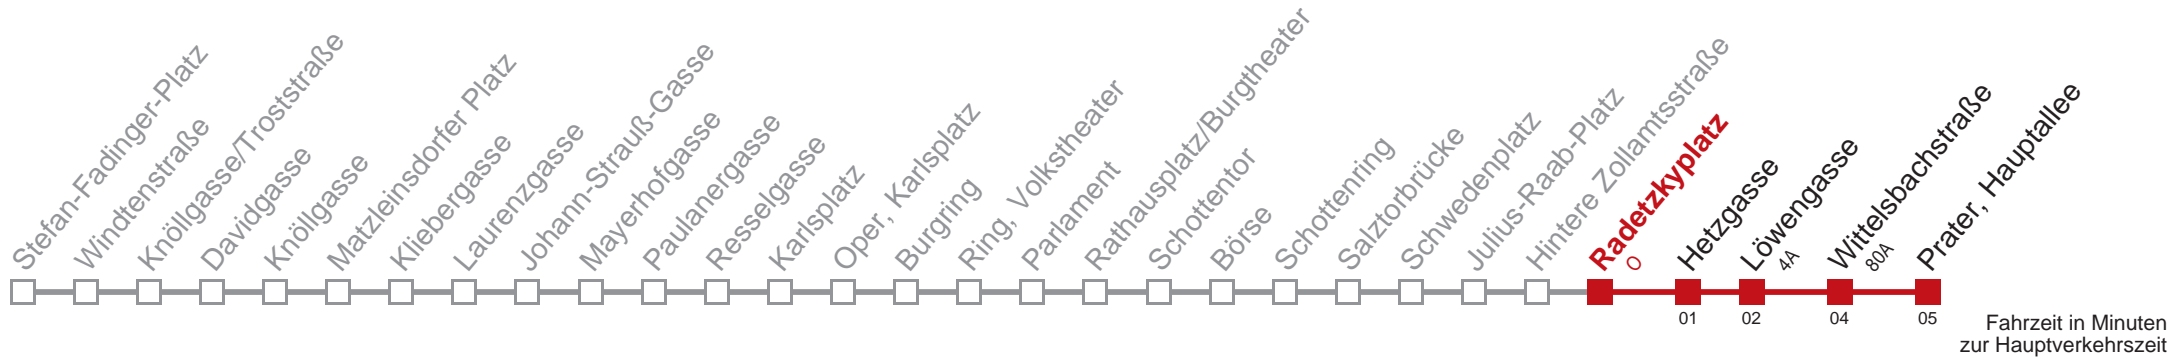 Stefan-Fadinger-Platz
Windtenstraße
Knöllgasse/Troststraße
Davidgasse
Knöllgasse
Matzleinsdorfer Platz
Kliebergasse
Laurenzgasse
Johann-Strauß-Gasse
Mayerhofgasse
Paulanergasse
Resselgasse
Karlsplatz
Oper, Karlsplatz
Burgring
Ring, Volkstheater
Parlament
Rathausplatz/Burgtheater
Schottentor
Börse
Schottenring
Salztorbrücke
Schwedenplatz
Julius-Raab-Platz
Hintere Zollamtsstraße
Radetzkyplatz
O
Hetzgasse
Löwengasse
4A
Wittelsbachstraße
80A
Prater, Hauptallee
01
02
04
05
Fahrzeit in Minuten
zur Hauptverkehrszeit